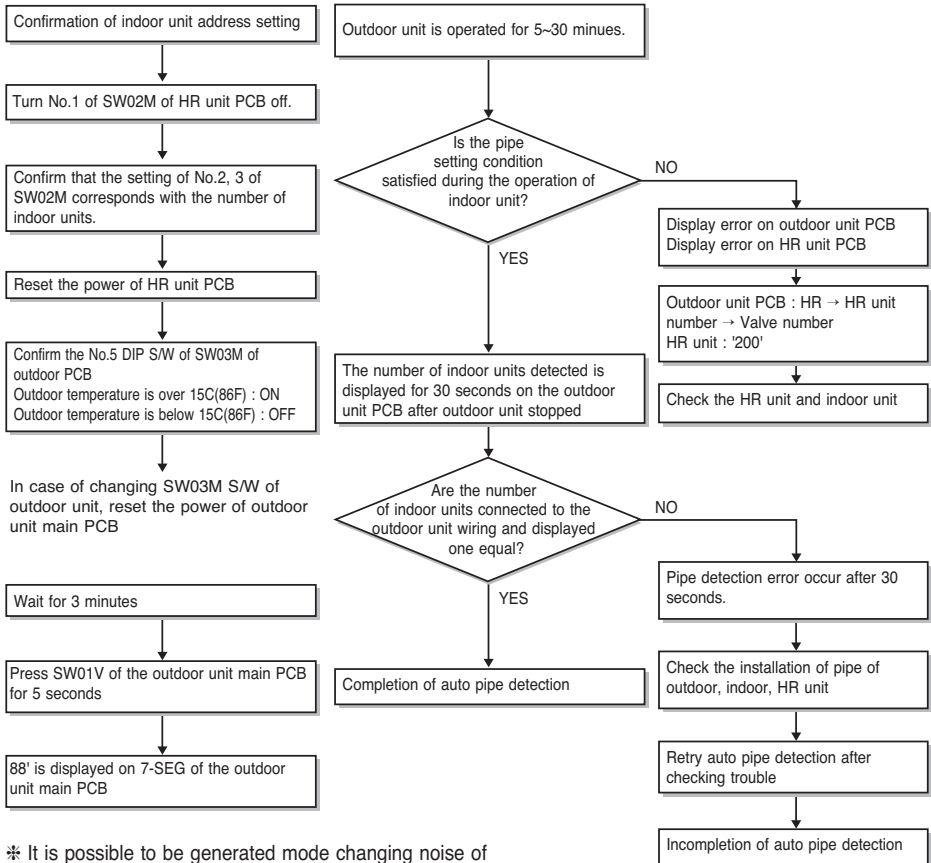 Confirmation of indoor unit address setting
Turn No.1 of SW02M of HR unit PCB off.
Confirm that the setting of No.2, 3 of
SW02M corresponds with the number of
indoor units.
Reset the power of HR unit PCB
Confirm the No.5 DIP S/W of SW03M of
outdoor PCB
Outdoor temperature is over 15C(86F) : ON
Outdoor temperature is below 15C(86F) : OFF
In case of changing SW03M S/W of
outdoor unit, reset the power of outdoor
unit main PCB
Wait for 3 minutes
Press SW01V of the outdoor unit main PCB
for 5 seconds
88' is displayed on 7-SEG of the outdoor
unit main PCB
Outdoor unit is operated for 5~30 minues.
Is the pipe
setting condition
satisfied during the operation of
indoor unit?
NO
YES
Display error on outdoor unit PCB
Display error on HR unit PCB
Outdoor unit PCB : HR → HR unit
number → Valve number
HR unit : '200'
Check the HR unit and indoor unit
The number of indoor units detected is
displayed for 30 seconds on the outdoor
unit PCB after outdoor unit stopped
Are the number
of indoor units connected to the
outdoor unit wiring and displayed
one equal?
NO
YES
Completion of auto pipe detection
Pipe detection error occur after 30
seconds.
Check the installation of pipe of
outdoor, indoor, HR unit
Retry auto pipe detection after
checking trouble
Incompletion of auto pipe detection
❈ It is possible to be generated mode changing noise of